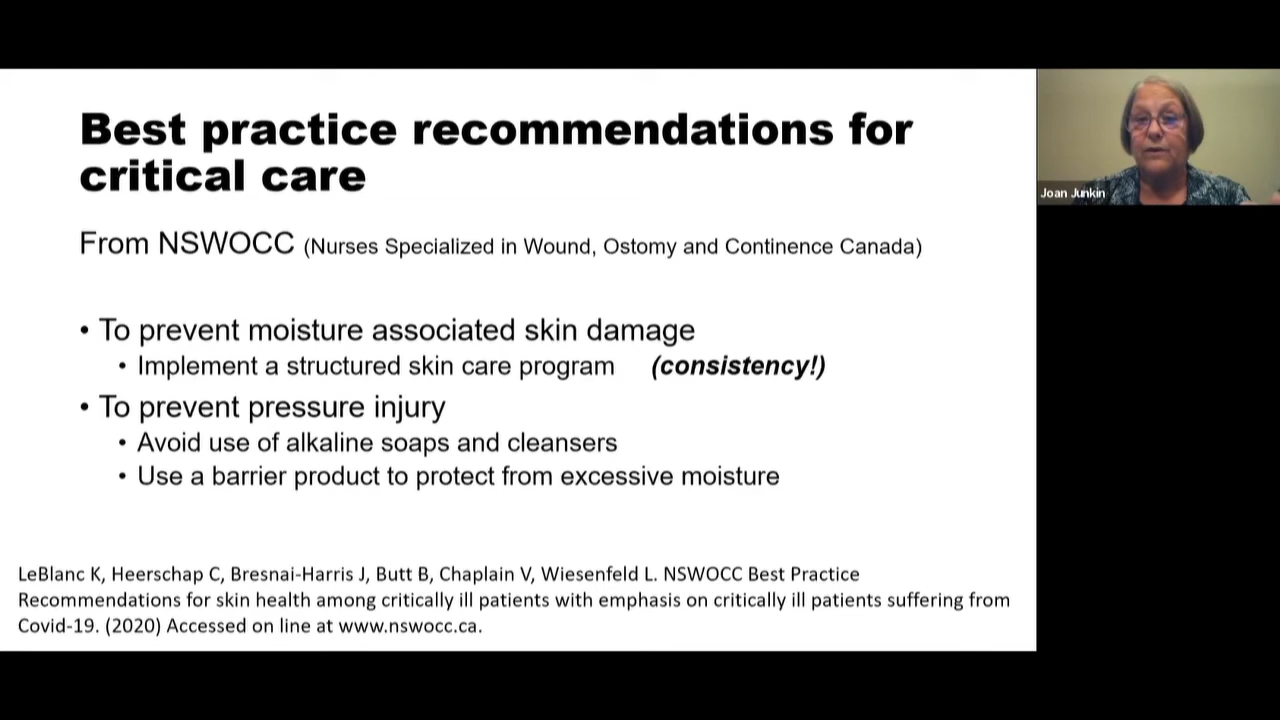 Best practice recommendations for
critical care
From NSWOCC (Nurses Specialized in Wound, Ostomy and Continence Canada)
• To prevent moisture associated skin damage
• Implement a structured skin care program (consistency!)
• To prevent pressure injury
• Avoid use of alkaline soaps and cleansers
• Use a barrier product to protect from excessive moisture
LeBlanc K, Heerschap C, Bresnai-Harris J, Butt B, Chaplain V, Wiesenfeld L. NSWOCC Best Practice
Recommendations for skin health among critically ill patients with emphasis on critically ill patients suffering from
Covid-19. (2020) Accessed on line at www.nswocc.ca.
Joan Junkin